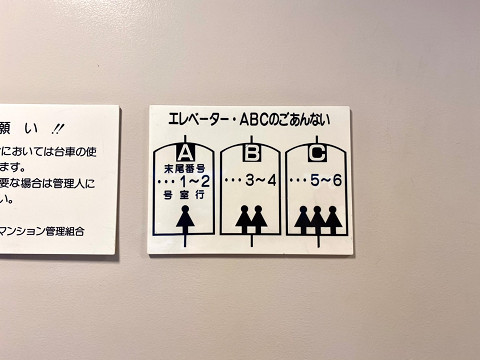 願い!!
においては台車の使
ます。
要な場合は管理人に
い。
マンション管理組合
エレベーター・ABCのごあんない
A
末尾番号
・・・1～2
号室行
B
・・・3～4
C
・・・5～6